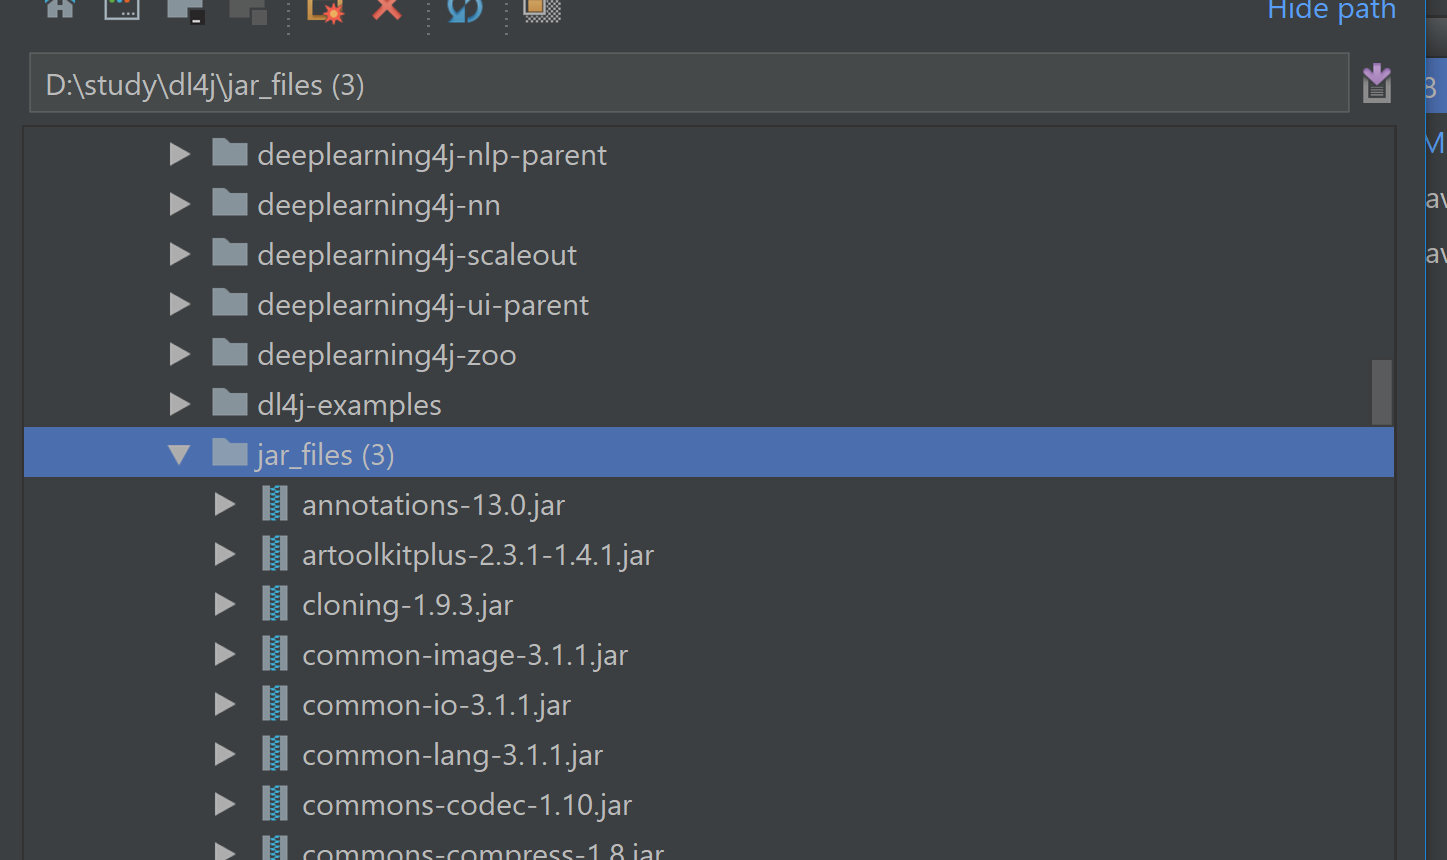 Hide path
D:\study\dl4j\jar_files (3)
deeplearning4j-nlp-parent
deeplearning4j-nn
deeplearning4j-scaleout
deeplearning4j-ui-parent
deeplearning4j-zoo
dl4j-examples
jar_files (3)
annotations-13.0.jar
artoolkitplus-2.3.1-1.4.1.jar
cloning-1.9.3.jar
common-image-3.1.1.jar
common-io-3.1.1.jar
common-lang-3.1.1.jar
commons-codec-1.10.jar
commons-compress-1.8.jar